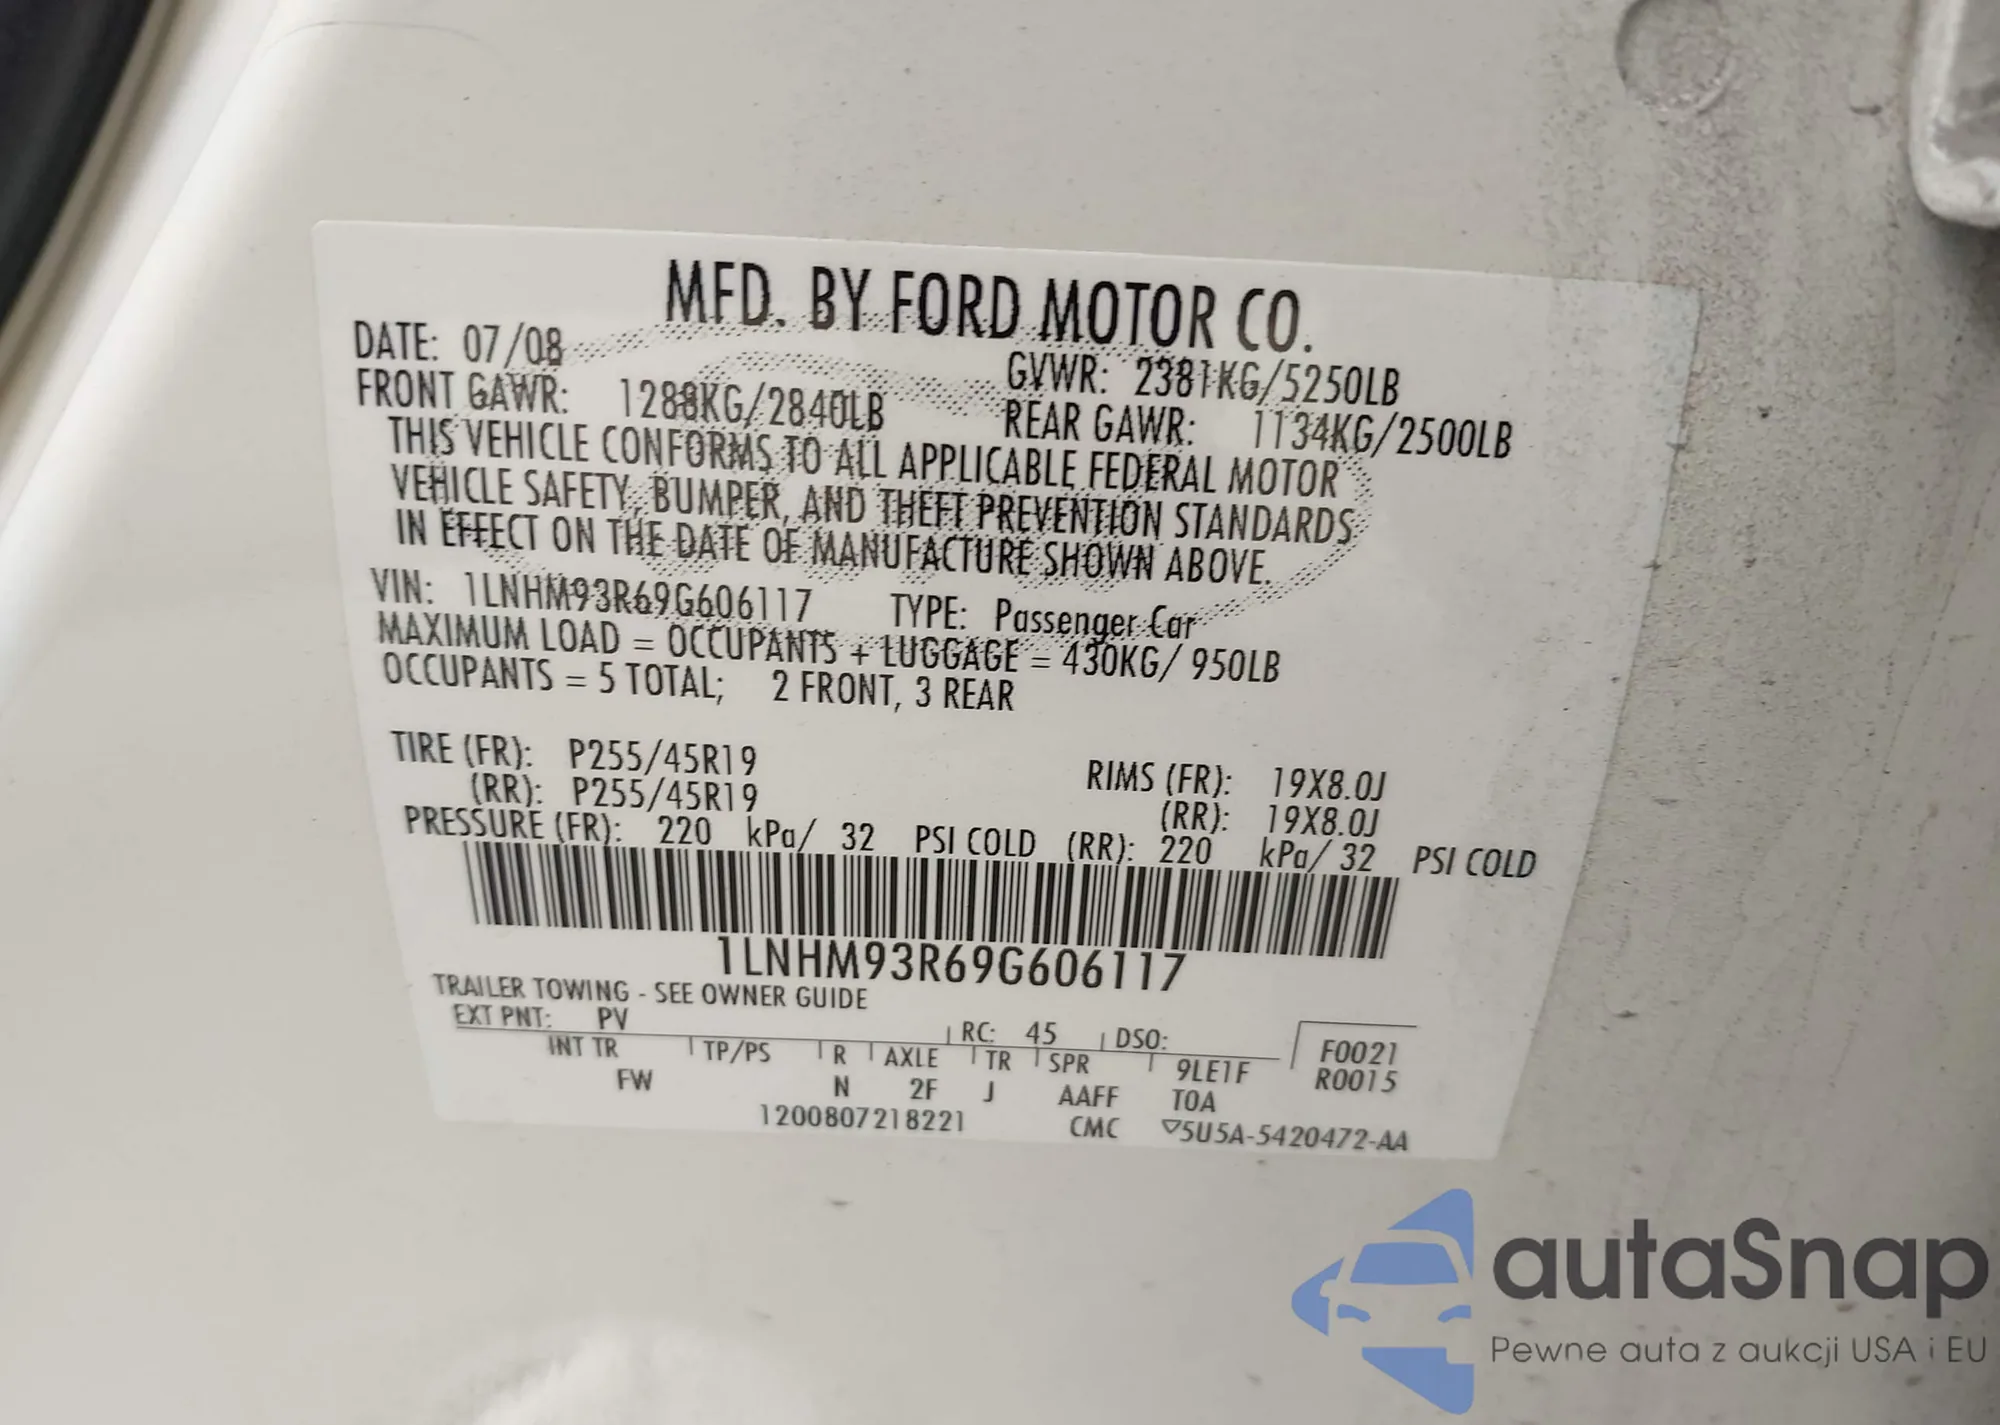 MFD. BY FORD MOTOR CO.
DATE: 07/08 GVWR: 2381KG/5250LB
FRONT GAWR: 1288KG/2840LB REAR GAWR: 1134KG/2500LB
THIS VEHICLE CONFORMS TO ALL APPLICABLE FEDERAL MOTOR
VEHICLE SAFETY, BUMPER, AND THEFT PREVENTION STANDARDS
IN EFFECT ON THE DATE OF MANUFACTURE SHOWN ABOVE.
VIN: 1LNHM93R69G606117 TYPE: Passenger Car
MAXIMUM LOAD = OCCUPANTS + LUGGAGE = 430KG/ 950LB
OCCUPANTS = 5 TOTAL; 2 FRONT, 3 REAR
TIRE (FR): P255/45R19 RIMS (FR): 19X8.0J
(RR): P255/45R19 (RR): 19X8.0J
PRESSURE (FR): 220 kPa/ 32 PSI COLD (RR): 220 kPa/ 32 PSI COLD
1LNHM93R69G606117
TRAILER TOWING - SEE OWNER GUIDE
EXT PNT: PV RC: 45 DSO: F0021
INT TR TP/PS R AXLE TR SPR 9LE1F R0015
FW N 2F J AAFF T0A
1200807218221 CMC ▽5U5A-5420472-AA
autaSnap
Pewne auta z aukcji USA i EU